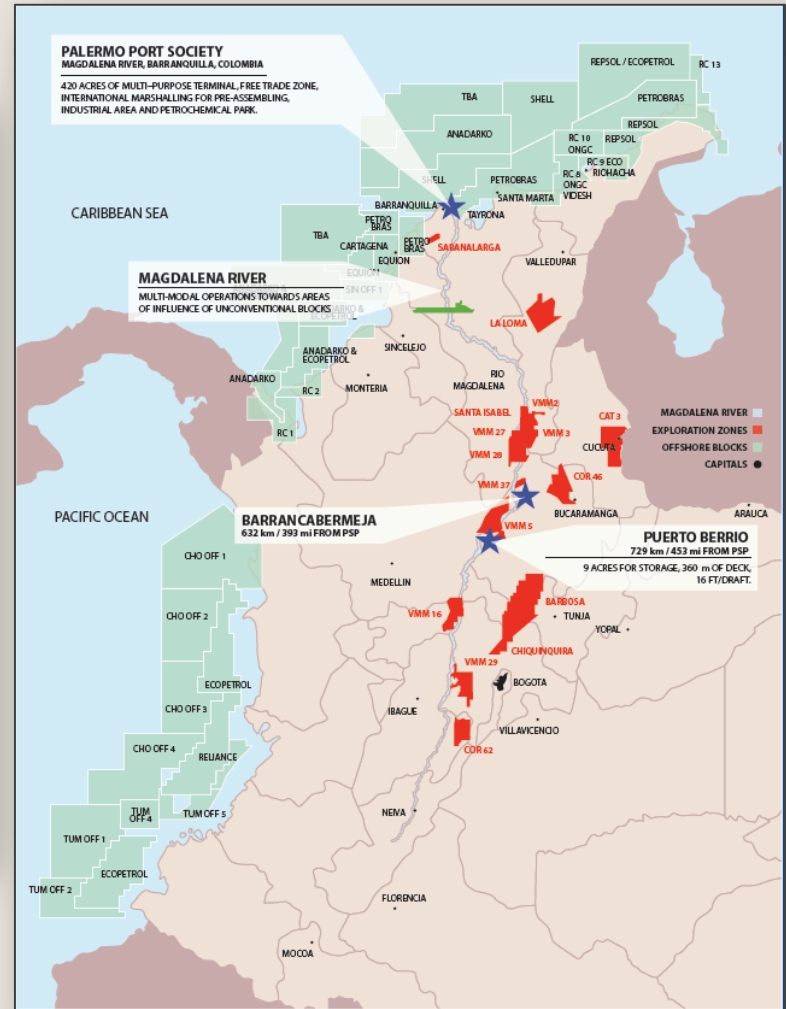 PALERMO PORT SOCIETY
MAGDALENA RIVER, BARRANQUILLA, COLOMBIA
420 ACRES OF MULTI-PURPOSE TERMINAL, FREE TRADE ZONE,
INTERNATIONAL MARSHALLING FOR PRE-ASSEMBLING,
INDUSTRIAL AREA AND PETROCHEMICAL PARK.
REPSOL / ECOPETROL
RC 13
TBA
SHELL
PETROBRAS
ANADARKO
REPSOL
RC 10
ONGC
REPSOL
RC 9 ECO
RIOHACHA
SHELL
PETROBRAS
RC 8
ONGC
VIDESH
SANTA MARTA
BARRANQUILLA
TAYRONA
CARIBBEAN SEA
TBA
PETRO
BRAS
CARTAGENA
PETRO
BRAS
SABANALARGA
EQUION
VALLEDUPAR
EQUION
MAGDALENA RIVER
MULTI-MODAL OPERATIONS TOWARDS AREAS
OF INFLUENCE OF UNCONVENTIONAL BLOCKS
SIN OFF 1
ANADARKO &
ECOPETROL
LA LOMA
SINCELEJO
ANADARKO &
ECOPETROL
ANADARKO
RC 2
MONTERIA
RIO
MAGDALENA
RC 1
SANTA ISABEL
VMM2
VMM 27
VMM 3
VMM 28
CAT 3
CUCUTA
MAGDALENA RIVER
EXPLORATION ZONES
OFFSHORE BLOCKS
CAPITALS
VMM 37
COR 46
BUCARAMANGA
ARAUCA
PACIFIC OCEAN
BARRANCABERMEJA
632 km / 393 mi FROM PSP
VMM 5
PUERTO BERRIO
729 km / 453 mi FROM PSP
9 ACRES FOR STORAGE, 360 m OF DECK,
16 FT/DRAFT.
CHO OFF 1
MEDELLIN
CHO OFF 2
VMM 16
BARBOSA
TUNJA
YOPAL
CHIQUINQUIRA
VMM 29
ECOPETROL
BOGOTA
CHO OFF 3
IBAGUE
VILLAVICENCIO
CHO OFF 4
RELIANCE
COR 62
TUM
OFF 4
TUM OFF 5
NEIVA
TUM OFF 1
ECOPETROL
TUM OFF 2
FLORENCIA
MOCOA